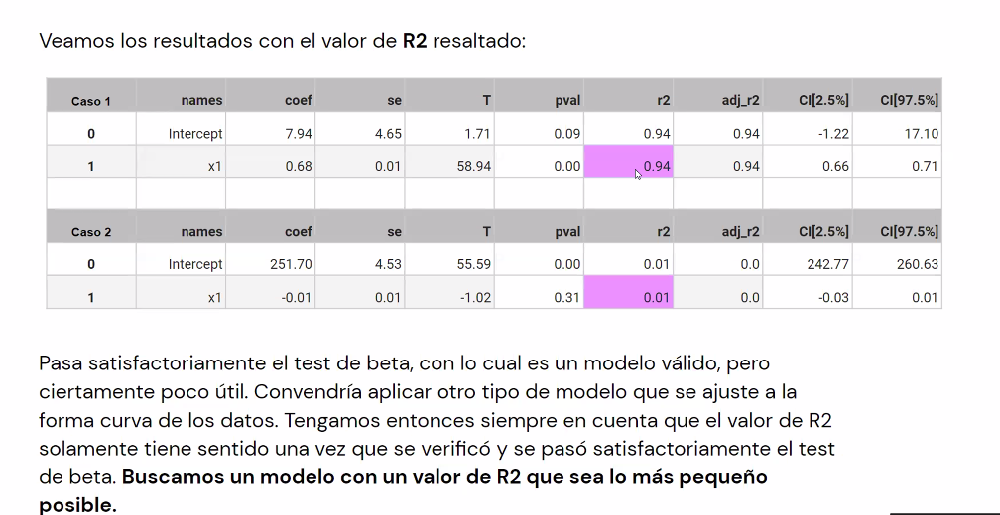 Veamos los resultados con el valor de R2 resaltado:
Caso 1 names coef se T pval r2 adj_r2 CI[2.5%] CI[97.5%]
0 Intercept 7.94 4.65 1.71 0.09 0.94 0.94 -1.22 17.10
1 x1 0.68 0.01 58.94 0.00 0.94 0.94 0.66 0.71
Caso 2 names coef se T pval r2 adj_r2 CI[2.5%] CI[97.5%]
0 Intercept 251.70 4.53 55.59 0.00 0.01 0.0 242.77 260.63
1 x1 -0.01 0.01 -1.02 0.31 0.01 0.0 -0.03 0.01
Pasa satisfactoriamente el test de beta, con lo cual es un modelo válido, pero
ciertamente poco útil. Convendría aplicar otro tipo de modelo que se ajuste a la
forma curva de los datos. Tengamos entonces siempre en cuenta que el valor de R2
solamente tiene sentido una vez que se verificó y se pasó satisfactoriamente el test
de beta. Buscamos un modelo con un valor de R2 que sea lo más pequeño
posible.